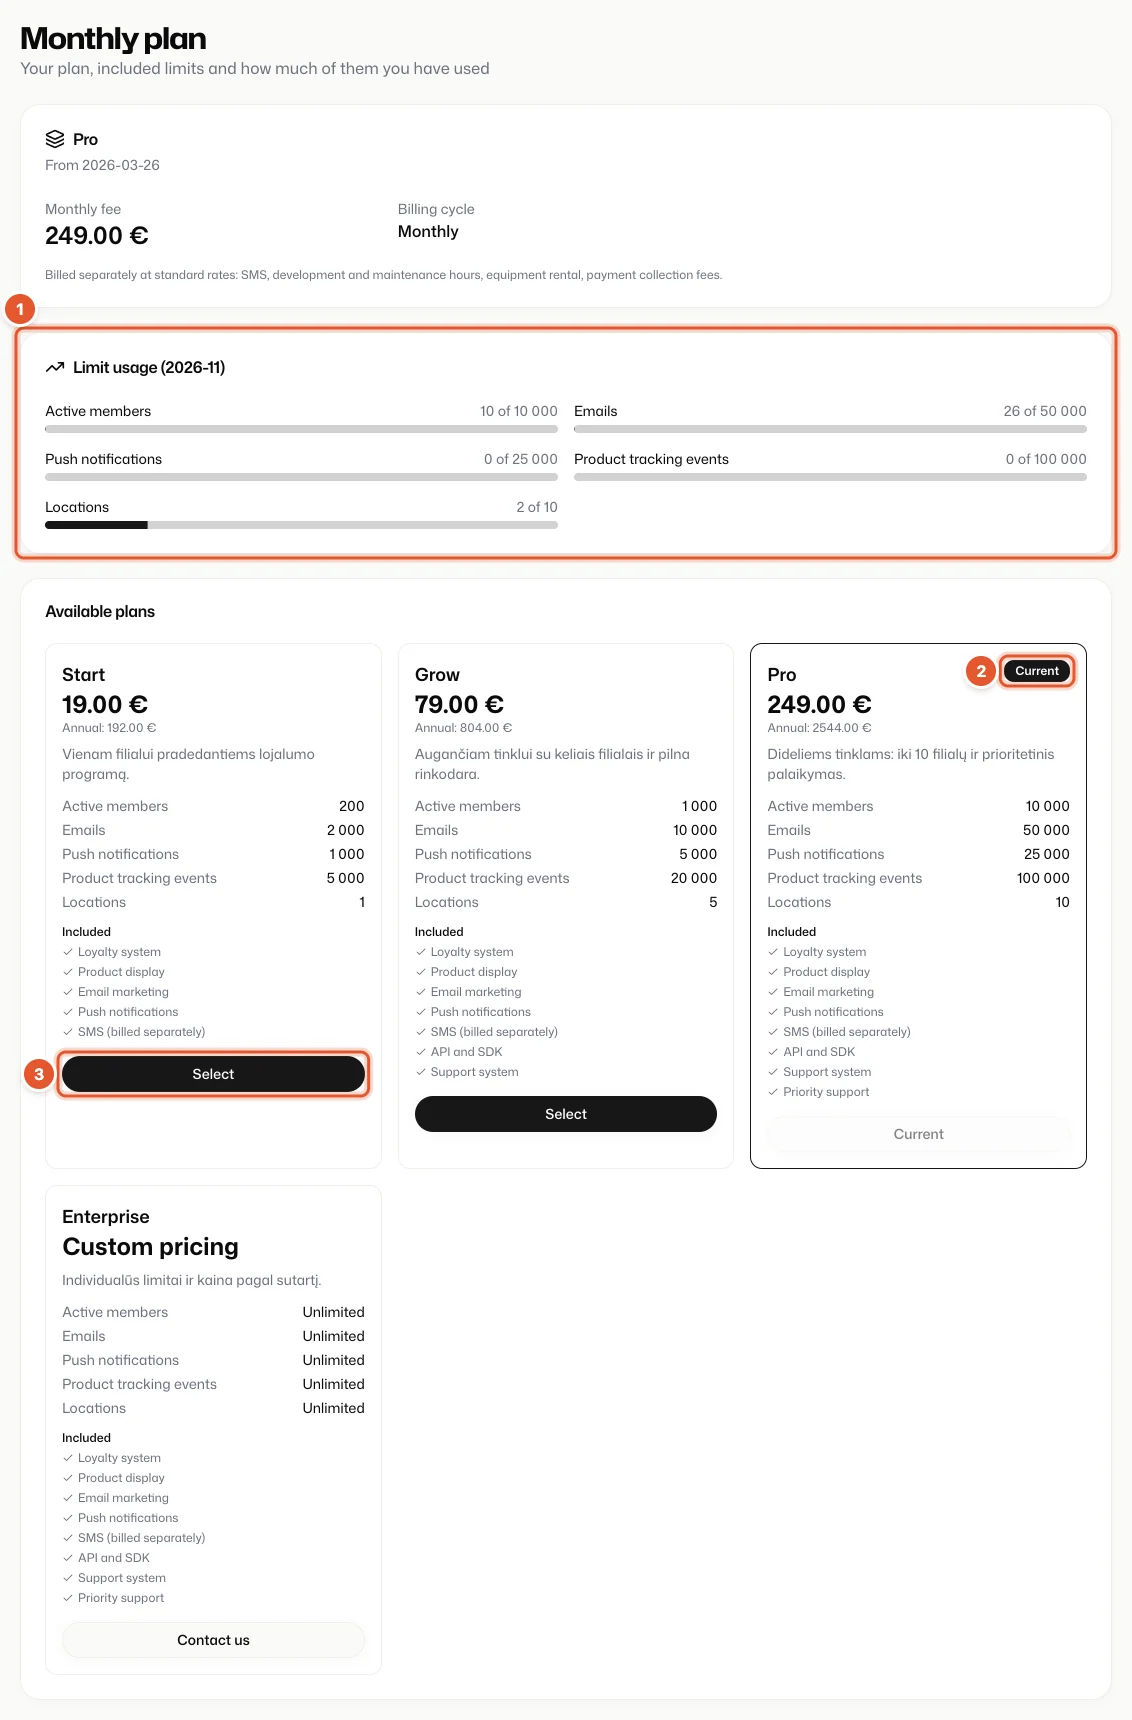 Monthly plan
Your plan, included limits and how much of them you have used
Pro
From 2026-03-26
Monthly fee
249.00 €
Billing cycle
Monthly
Billed separately at standard rates: SMS, development and maintenance hours, equipment rental, payment collection fees.
1
Limit usage (2026-11)
Active members 10 of 10 000
Emails 26 of 50 000
Push notifications 0 of 25 000
Product tracking events 0 of 100 000
Locations 2 of 10
Available plans
Start
19.00 €
Annual: 192.00 €
Vienam filialui pradedantiems lojalumo
programą.
Active members 200
Emails 2 000
Push notifications 1 000
Product tracking events 5 000
Locations 1
Included
Loyalty system
Product display
Email marketing
Push notifications
SMS (billed separately)
3
Select
Grow
79.00 €
Annual: 804.00 €
Augančiam tinklui su keliais filialais ir pilna
rinkodara.
Active members 1 000
Emails 10 000
Push notifications 5 000
Product tracking events 20 000
Locations 5
Included
Loyalty system
Product display
Email marketing
Push notifications
SMS (billed separately)
API and SDK
Support system
Select
Pro
2
Current
249.00 €
Annual: 2544.00 €
Dideliems tinklams: iki 10 filialų ir prioritetinis
palaikymas.
Active members 10 000
Emails 50 000
Push notifications 25 000
Product tracking events 100 000
Locations 10
Included
Loyalty system
Product display
Email marketing
Push notifications
SMS (billed separately)
API and SDK
Support system
Priority support
Current
Enterprise
Custom pricing
Individualūs limitai ir kaina pagal sutartį.
Active members Unlimited
Emails Unlimited
Push notifications Unlimited
Product tracking events Unlimited
Locations Unlimited
Included
Loyalty system
Product display
Email marketing
Push notifications
SMS (billed separately)
API and SDK
Support system
Priority support
Contact us